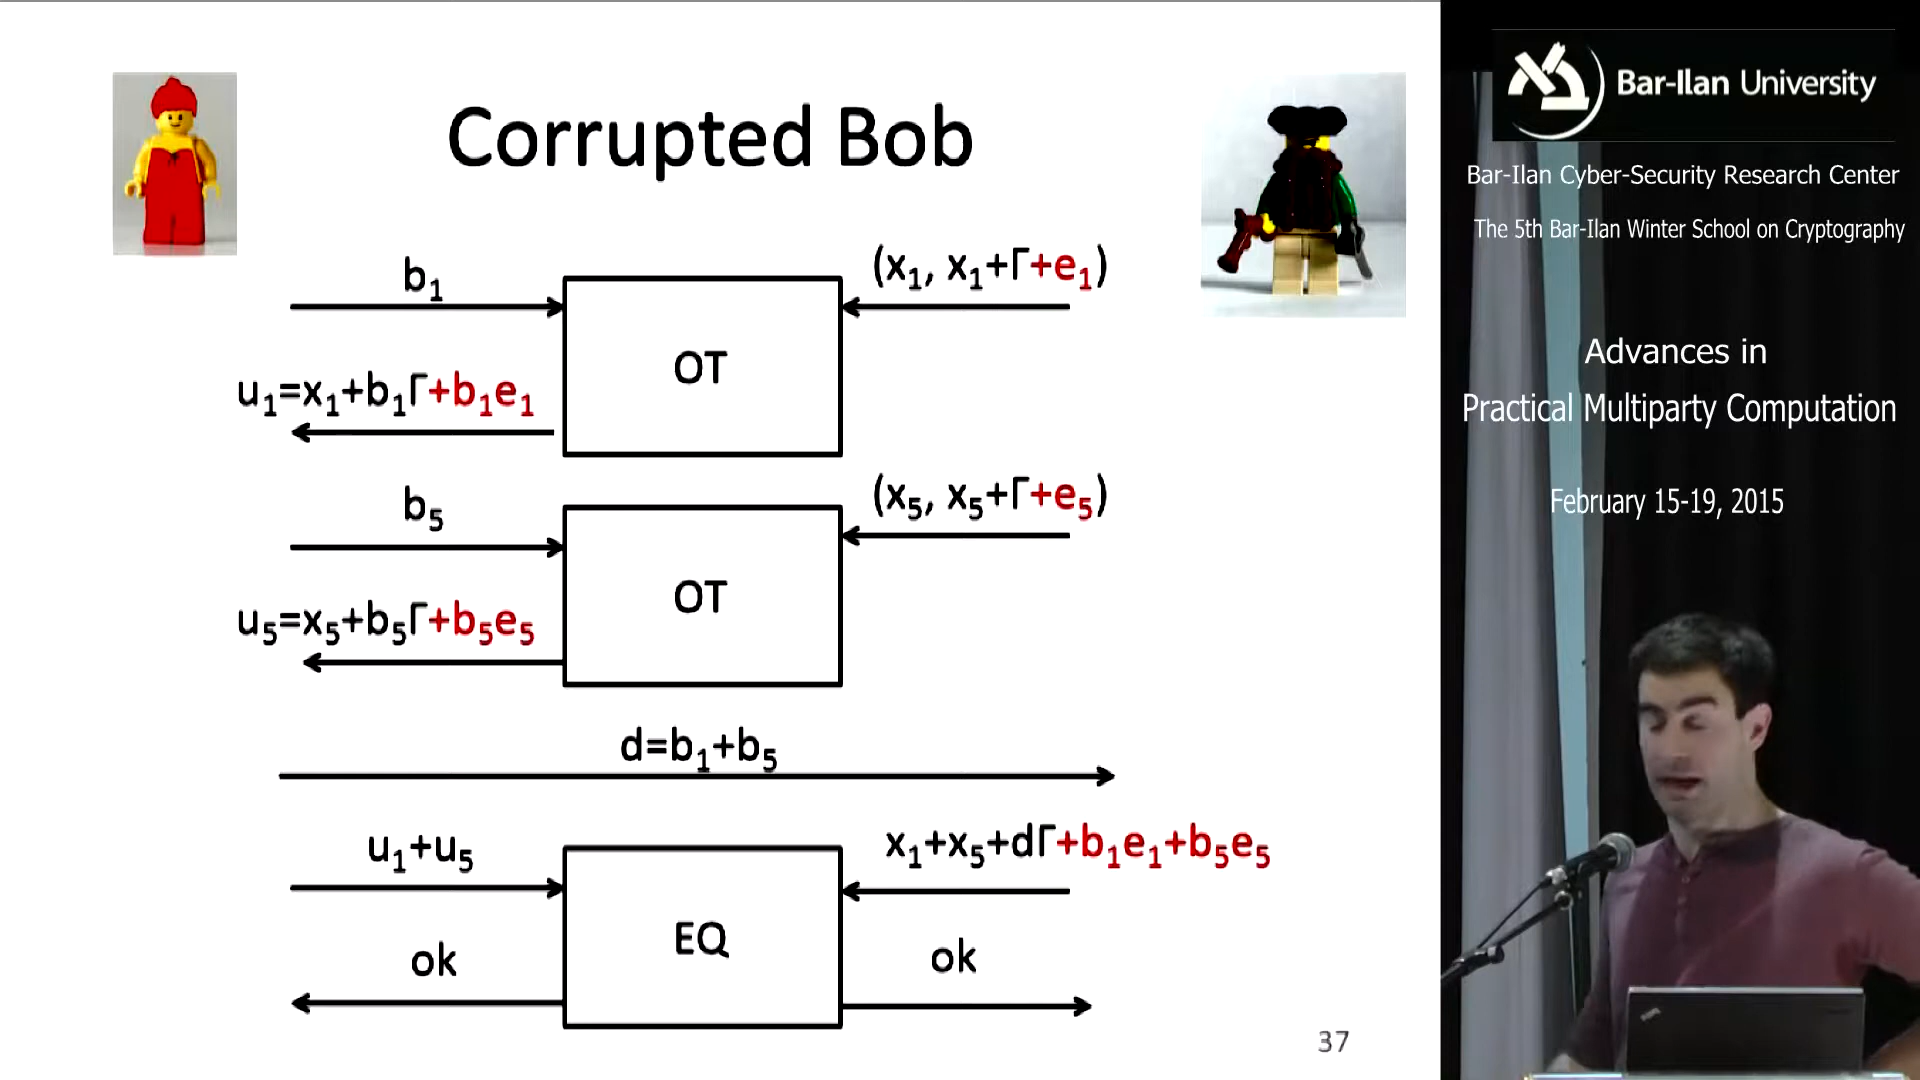 Corrupted Bob
b₁
(x₁, x₁+Γ+e₁)
OT
u₁=x₁+b₁Γ+b₁e₁
b₅
(x₅, x₅+Γ+e₅)
OT
u₅=x₅+b₅Γ+b₅e₅
d=b₁+b₅
u₁+u₅
x₁+x₅+dΓ+b₁e₁+b₅e₅
EQ
ok
ok
37
Bar-Ilan University
Bar-Ilan Cyber-Security Research Center
The 5th Bar-Ilan Winter School on Cryptography
Advances in
Practical Multiparty Computation
February 15-19, 2015